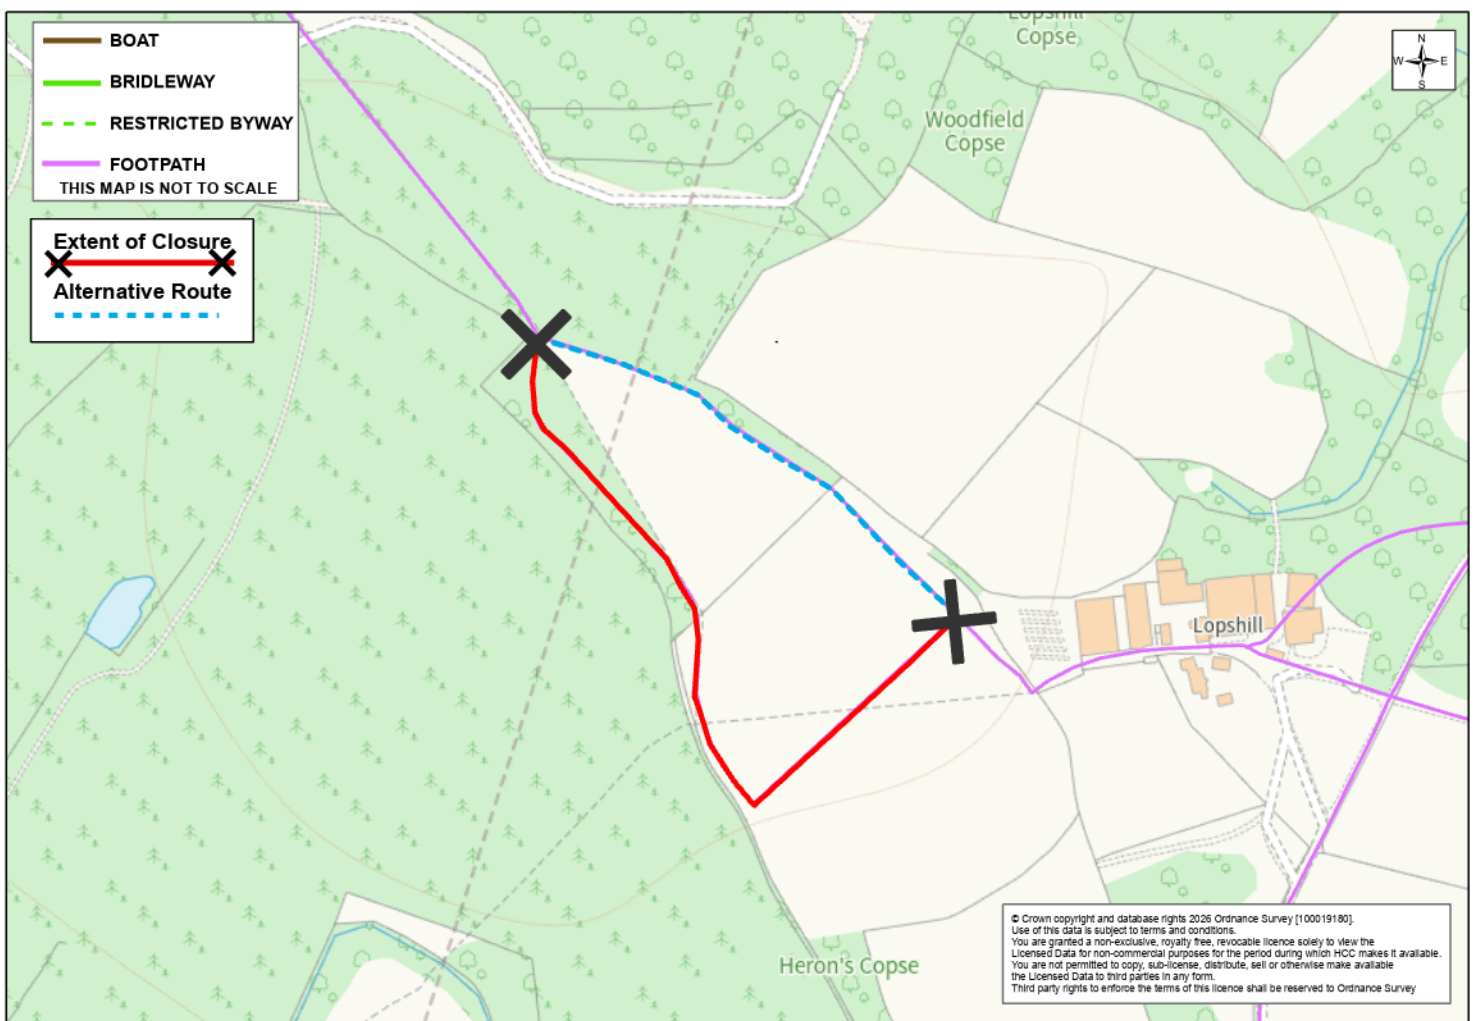 BOAT
BRIDLEWAY
RESTRICTED BYWAY
FOOTPATH
THIS MAP IS NOT TO SCALE
Extent of Closure
Alternative Route
Lopshill
Copse
Woodfield
Copse
N
W E
S
Lopshill
Heron's Copse
© Crown copyright and database rights 2026 Ordnance Survey [100019180].
Use of this data is subject to terms and conditions.
You are granted a non-exclusive, royalty free, revocable licence solely to view the
Licensed Data for non-commercial purposes for the period during which HCC makes it available.
You are not permitted to copy, sub-license, distribute, sell or otherwise make available
the Licensed Data to third parties in any form.
Third party rights to enforce the terms of this licence shall be reserved to Ordnance Survey